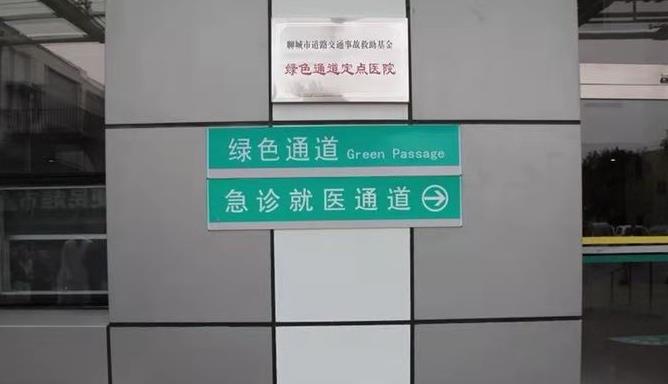 聊城市道路交通事故救助基金
绿色通道定点医院
绿色通道 Green Passage
急诊就医通道